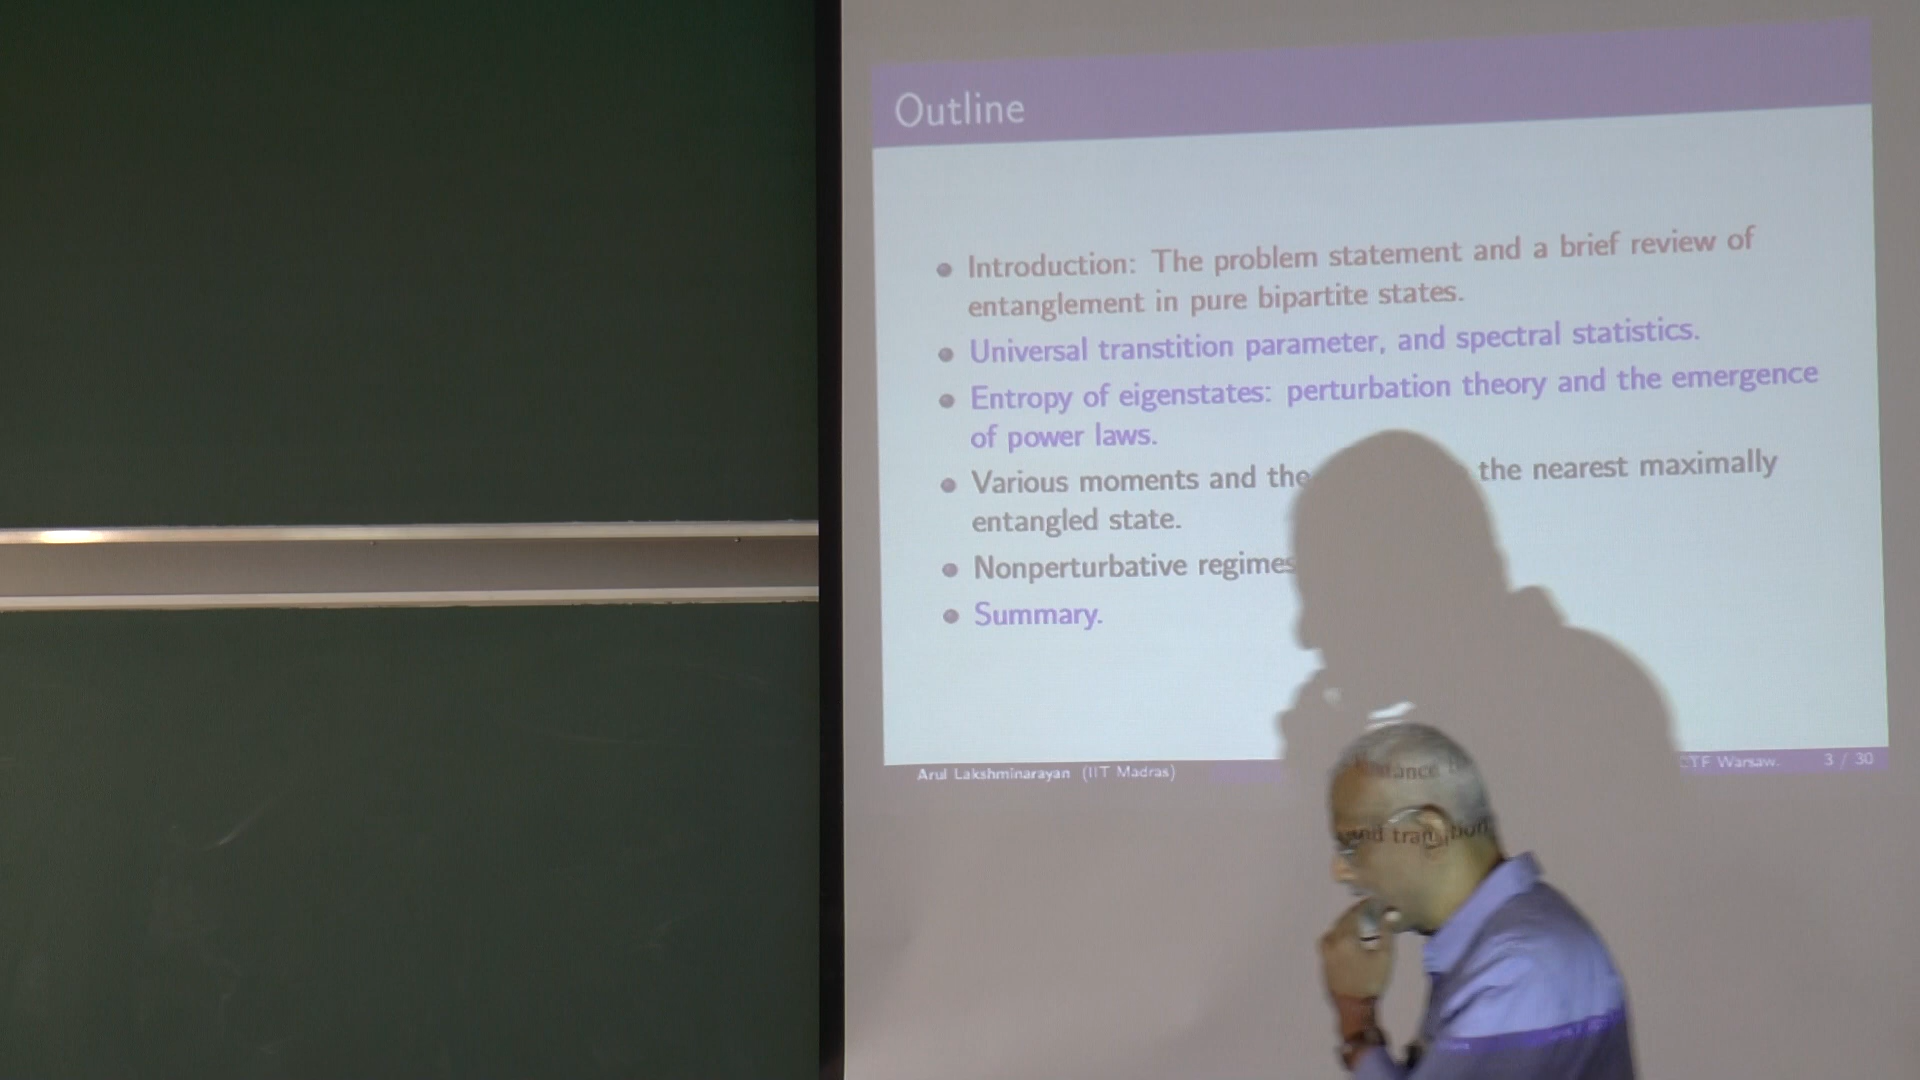 Outline
Introduction: The problem statement and a brief review of
entanglement in pure bipartite states.
Universal transtition parameter, and spectral statistics.
Entropy of eigenstates: perturbation theory and the emergence
of power laws.
Various moments and the the nearest maximally
entangled state.
Nonperturbative regimes
Summary.
Arul Lakshminarayan (IIT Madras) Warsaw. 3 / 30